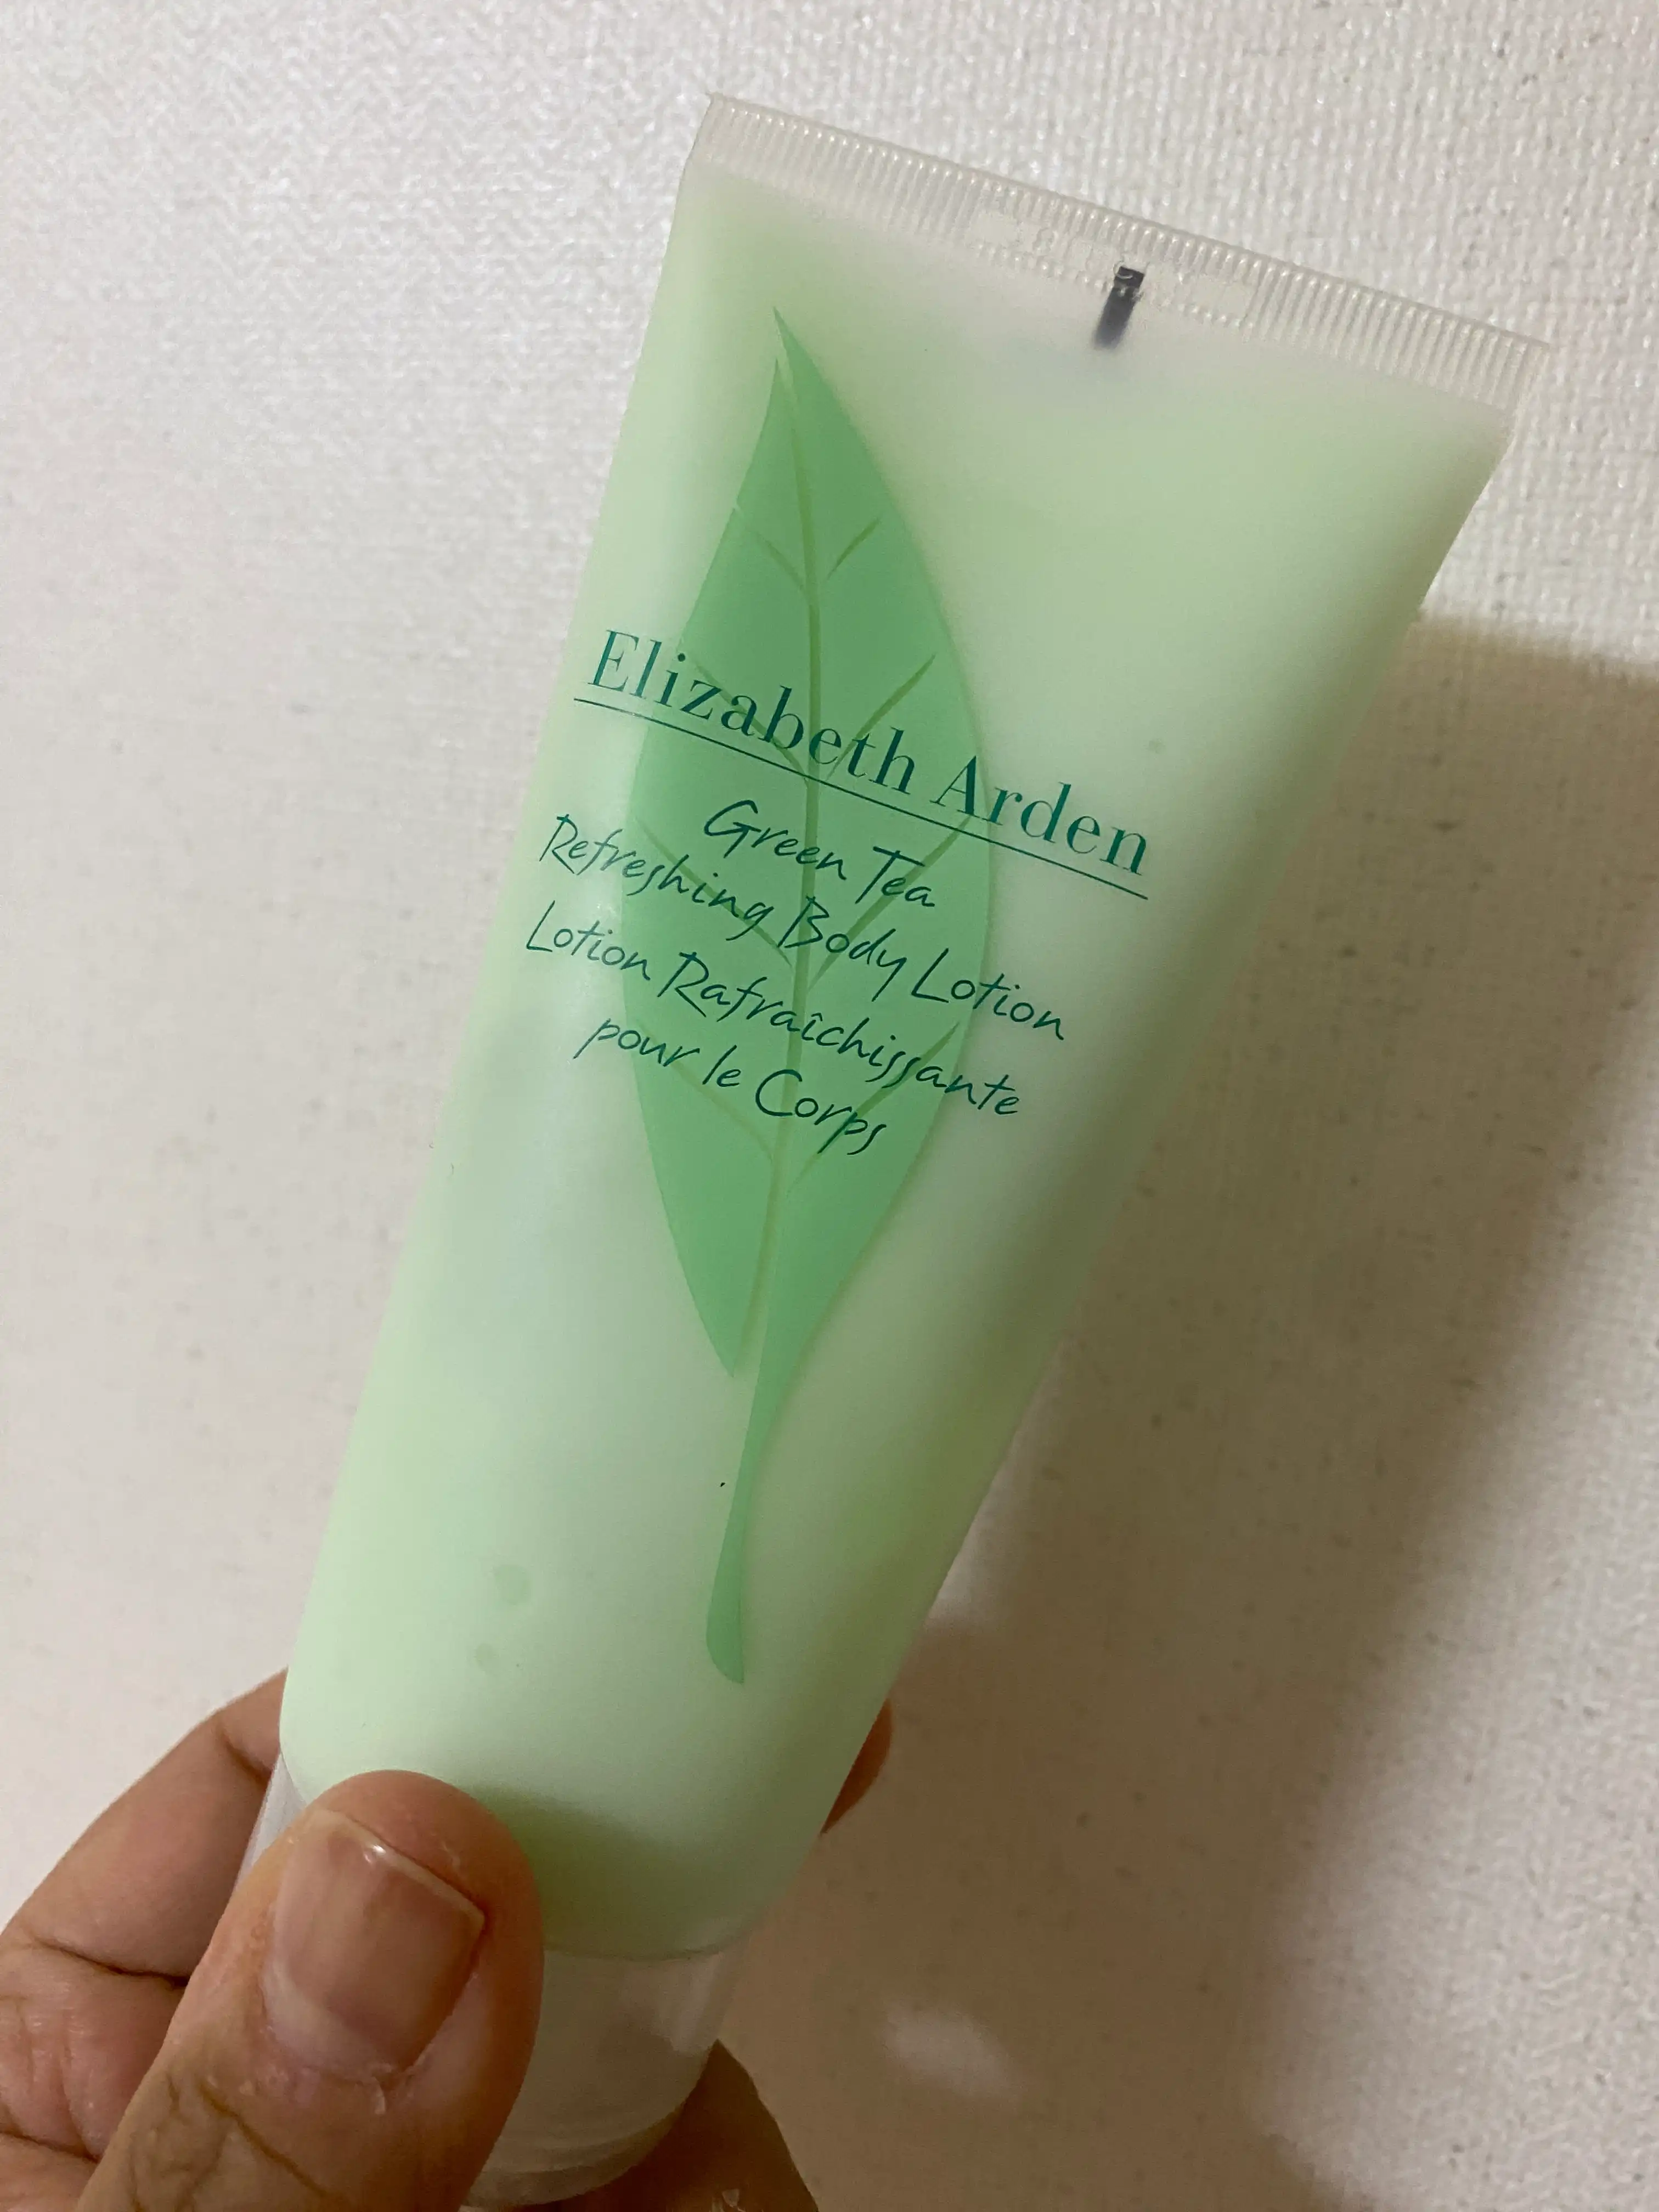 Elizabeth Arden
Green Tea
Refreshing Body Lotion
Lotion Rafraîchissante
pour le Corps